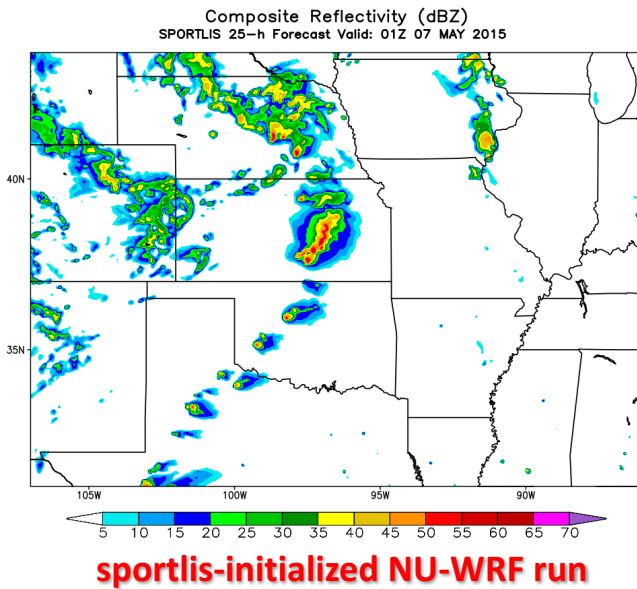 Composite Reflectivity (dBZ)
SPORTLIS 25-h Forecast Valid: 01Z 07 MAY 2015
40N
35N
105W 100W 95W 90W
5 10 15 20 25 30 35 40 45 50 55 60 65 70
sportlis-initialized NU-WRF run